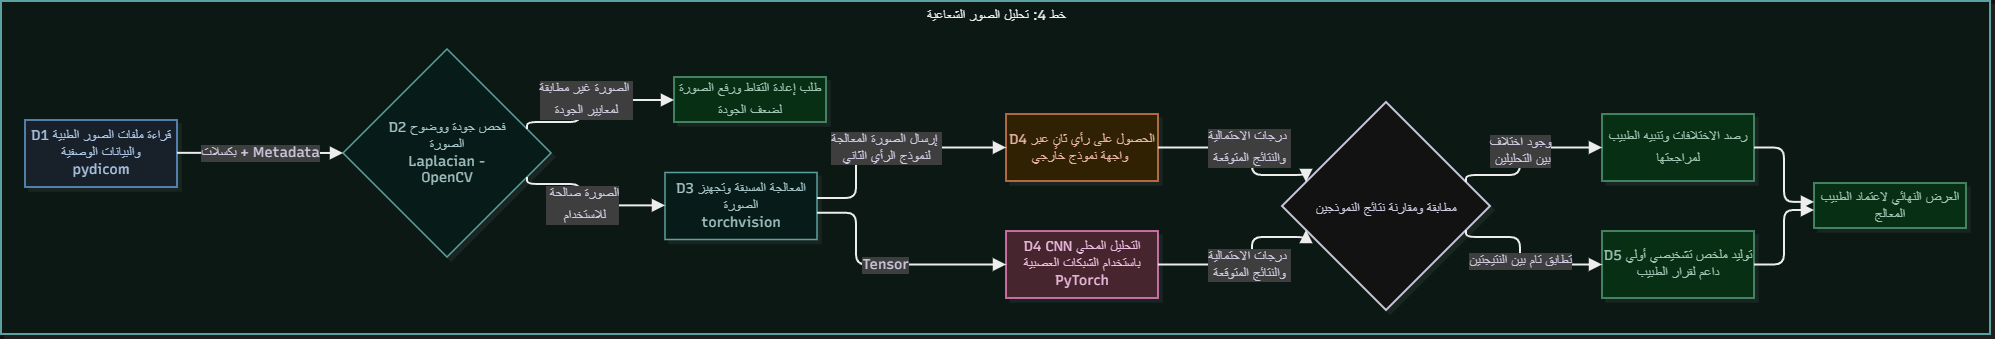 خط 4: تحليل الصور الشعاعية
D1 قراءة ملفات الصور الطبية
والبيانات الوصفية
pydicom
بكسلات + Metadata
D2 فحص جودة ووضوح
الصورة
Laplacian -
OpenCV
الصورة غير مطابقة
لمعايير الجودة
طلب إعادة التقاط ورفع الصورة
لضعف الجودة
الصورة صالحة
للاستخدام
D3 المعالجة المسبقة وتجهيز
الصورة
torchvision
إرسال الصورة المعالجة
لنموذج الرأي الثاني
Tensor
D4 الحصول على رأي ثانٍ عبر
واجهة نموذج خارجي
D4 CNN التحليل المحلي
باستخدام الشبكات العصبية
PyTorch
درجات الاحتمالية
والنتائج المتوقعة
درجات الاحتمالية
والنتائج المتوقعة
مطابقة ومقارنة نتائج النموذجين
وجود اختلاف
بين التحليلين
رصد الاختلافات وتنبيه الطبيب
لمراجعتها
تطابق تام بين النتيجتين
D5 توليد ملخص تشخيصي أولي
داعم لقرار الطبيب
العرض النهائي لاعتماد الطبيب
المعالج